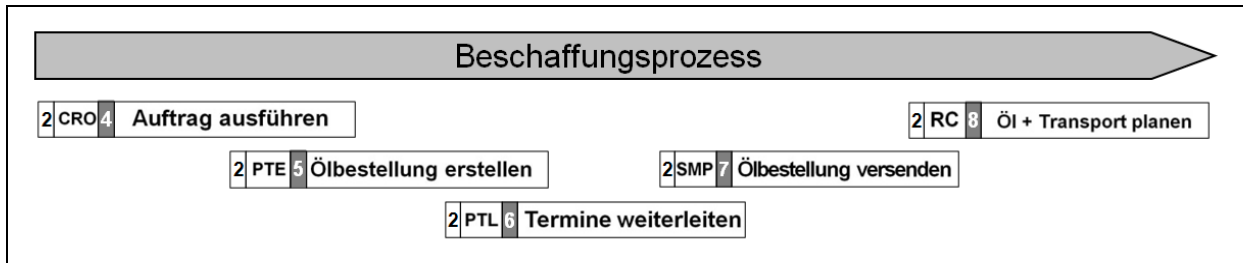 Beschaffungsprozess
2 CRO 4 Auftrag ausführen
2 RC 8 Öl + Transport planen
2 PTE 5 Ölbestellung erstellen
2 SMP 7 Ölbestellung versenden
2 PTL 6 Termine weiterleiten